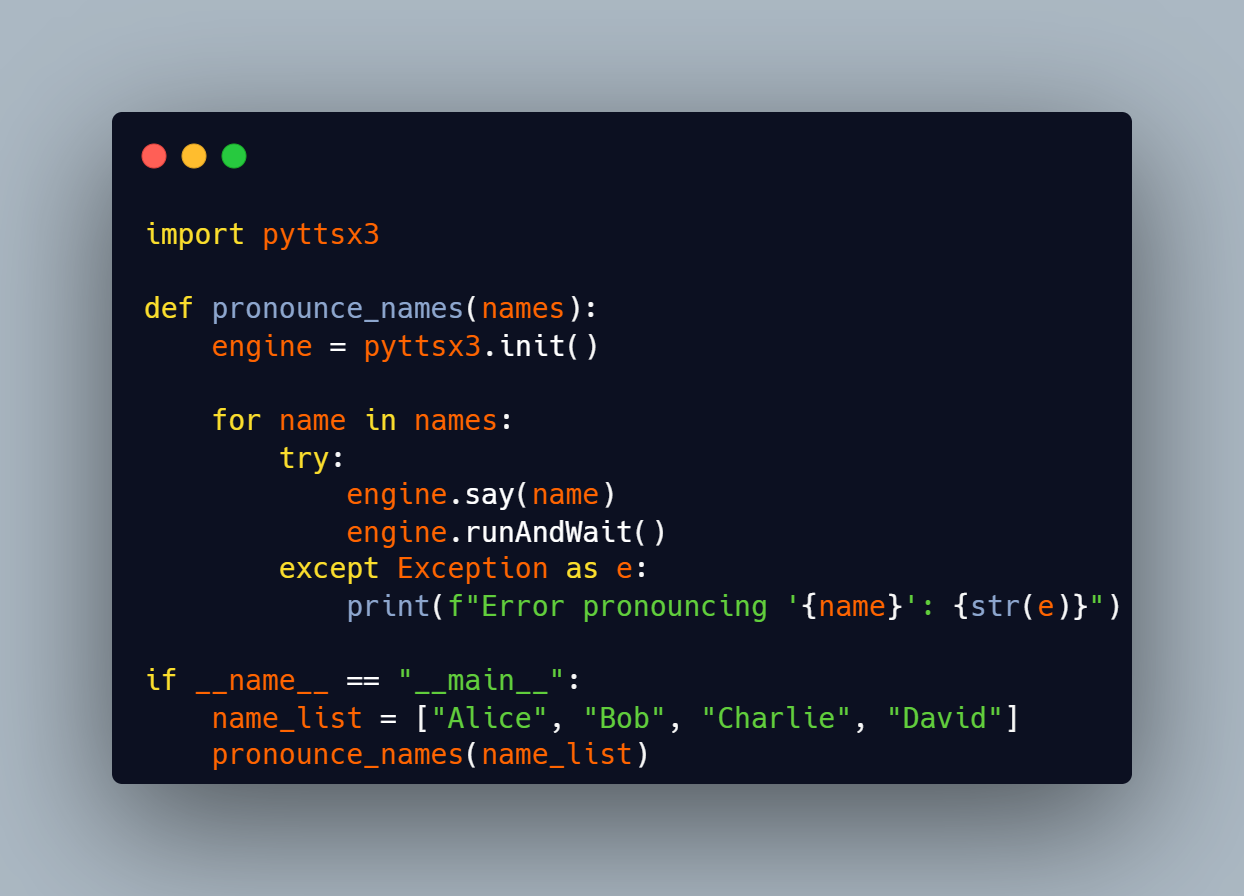 import pyttsx3

def pronounce_names(names):
    engine = pyttsx3.init()

    for name in names:
        try:
            engine.say(name)
            engine.runAndWait()
        except Exception as e:
            print(f"Error pronouncing '{name}': {str(e)}")

if __name__ == "__main__":
    name_list = ["Alice", "Bob", "Charlie", "David"]
    pronounce_names(name_list)